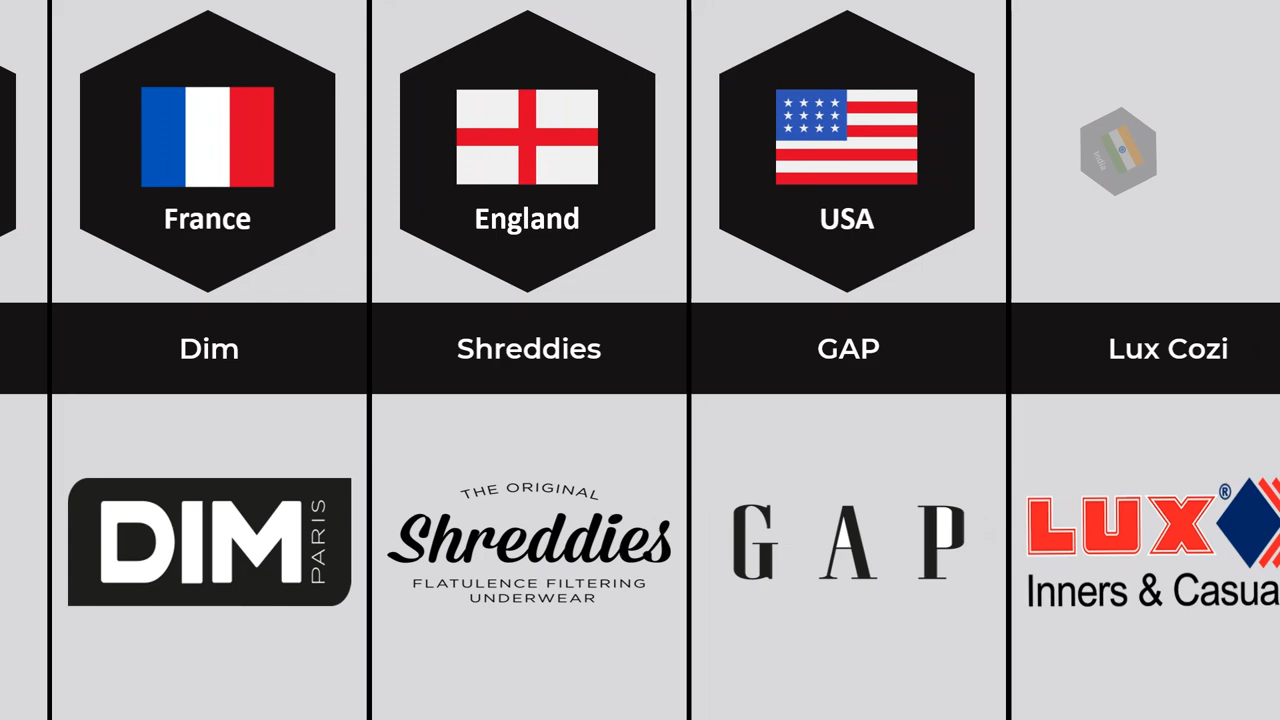 France
England
USA
India
Dim
Shreddies
GAP
Lux Cozi
DIM
PARIS
THE ORIGINAL
Shreddies
FLATULENCE FILTERING
UNDERWEAR
GAP
LUX®
Inners & Casua